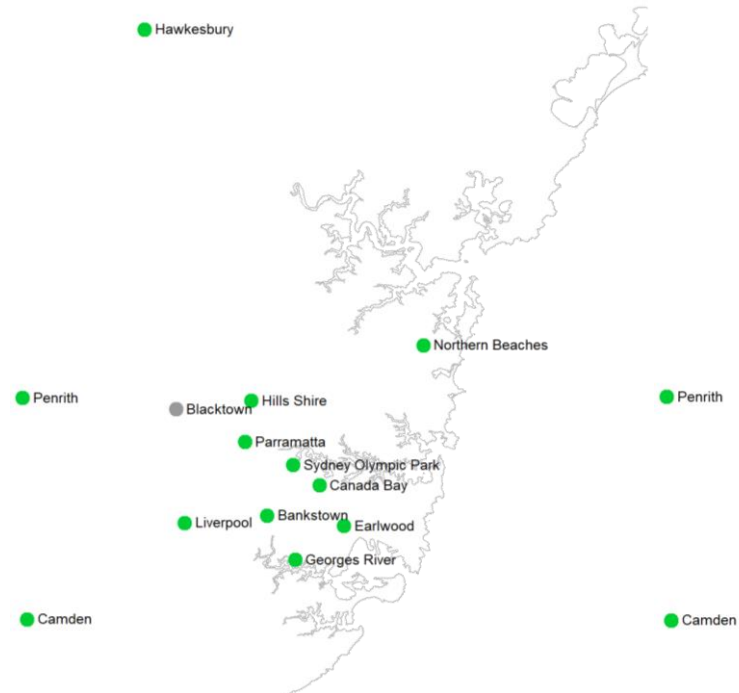 Hawkesbury
Northern Beaches
Penrith
Penrith
Hills Shire
Blacktown
Parramatta
Sydney Olympic Park
Canada Bay
Bankstown
Liverpool
Earlwood
Georges River
Camden
Camden